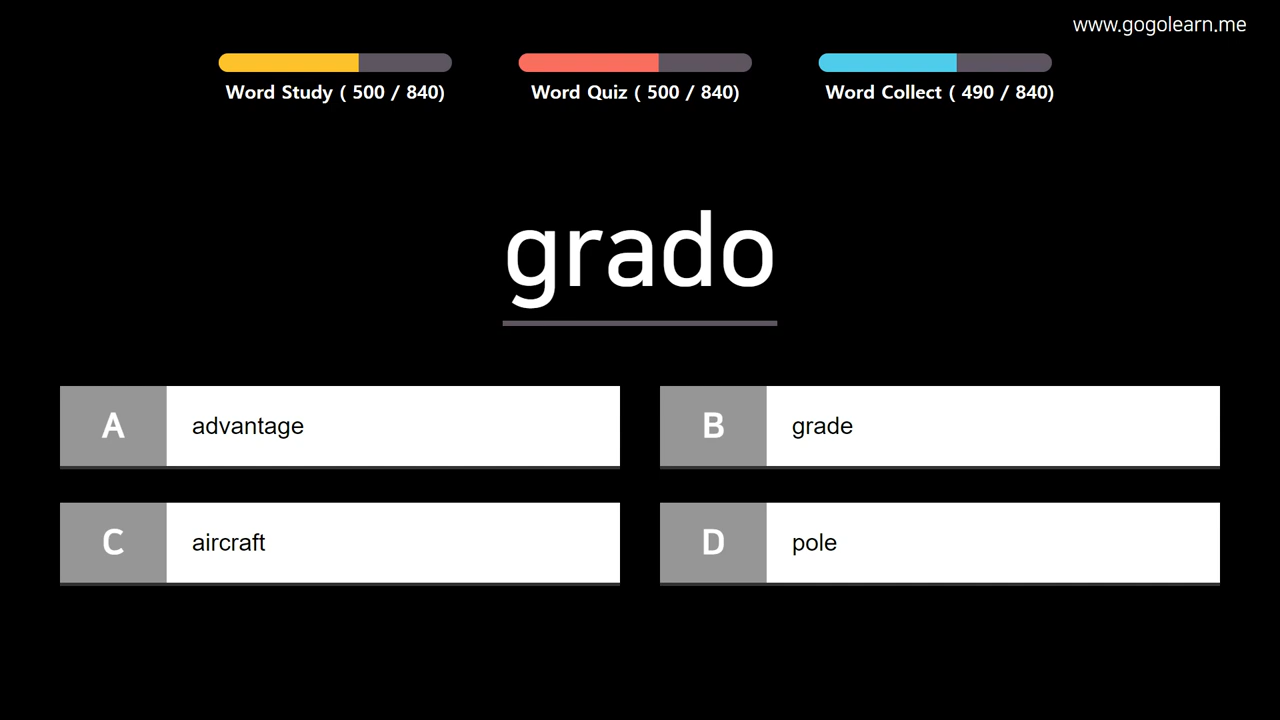 www.gogolearn.me
Word Study ( 500 / 840)
Word Quiz ( 500 / 840)
Word Collect ( 490 / 840)
grado
A advantage
B grade
C aircraft
D pole